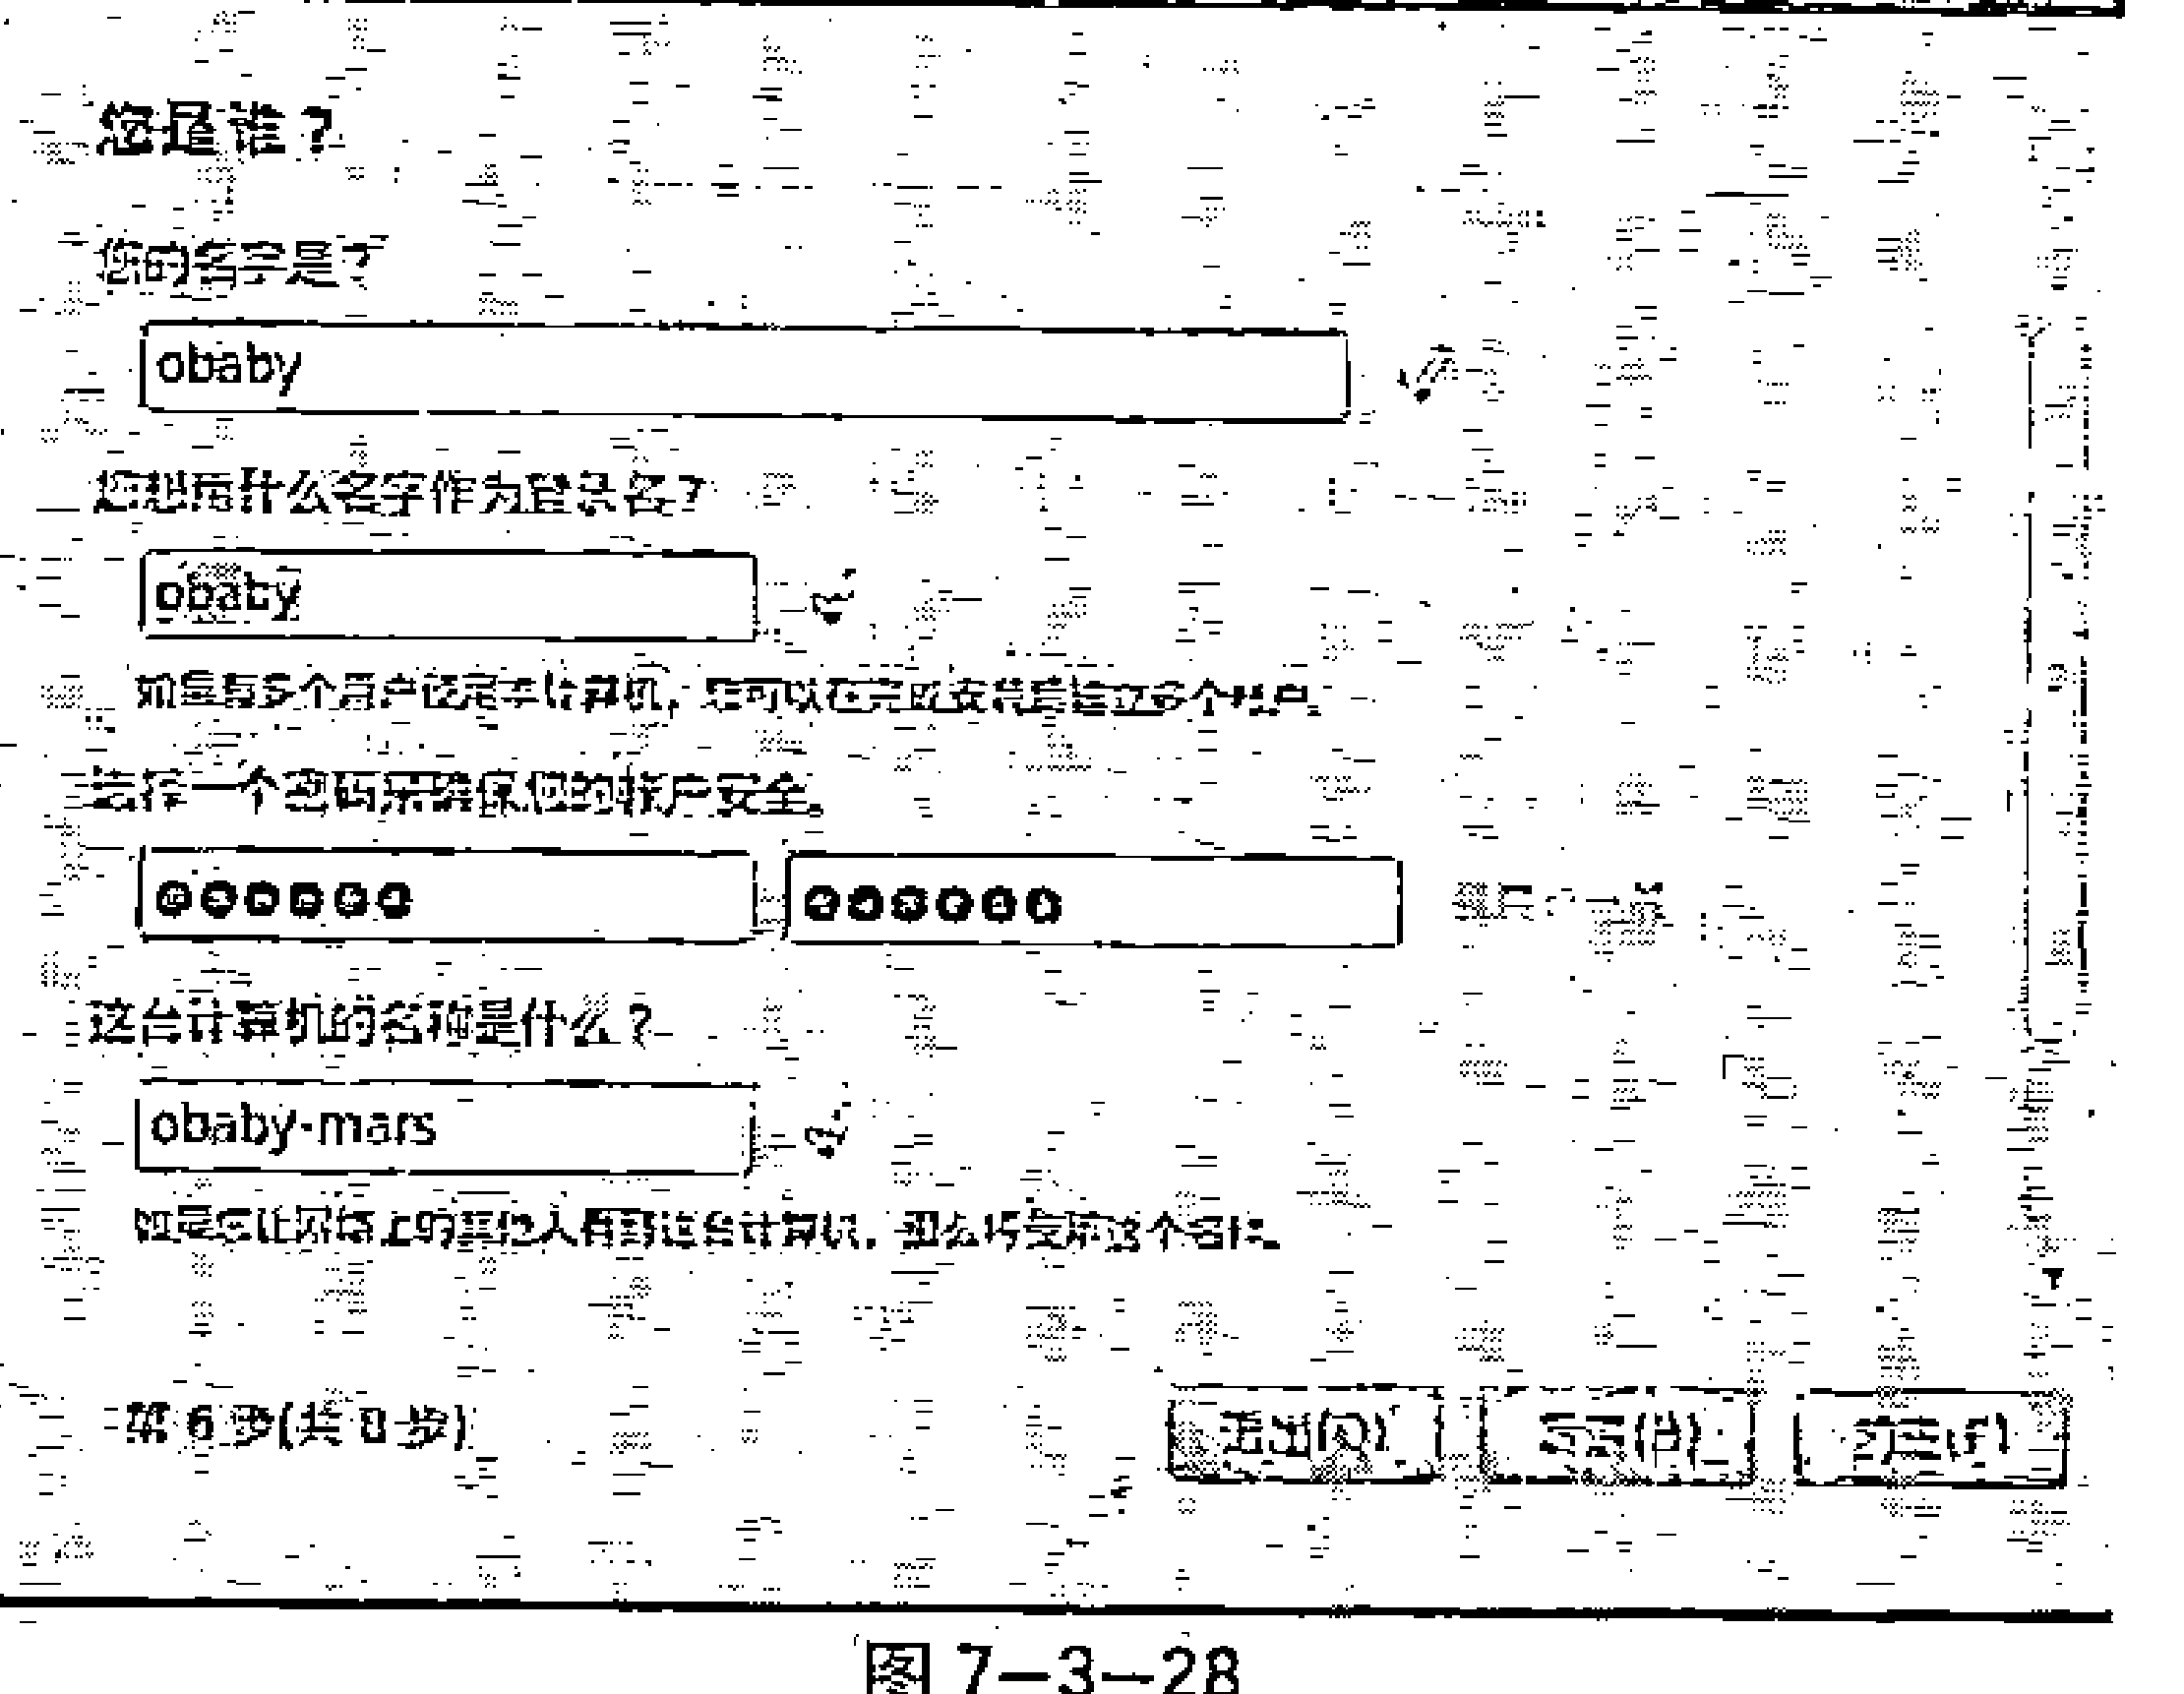 您是谁？
您的名字是？
obaby
您想用什么名字作为登录名？
obaby
如果有多个用户设定本计算机，您可以在完成安装后建立多个帐户。
选择一个密码来确保您的帐户安全。
●●●●●● ●●●●●●
这台计算机的名称是什么？
obaby-mars
如果您让网络上的其他人看到这台计算机，那么将使用这个名称。
第 6 步(共 8 步)
退出(Q) 后退(B) 前进(F)
图 7-3-28